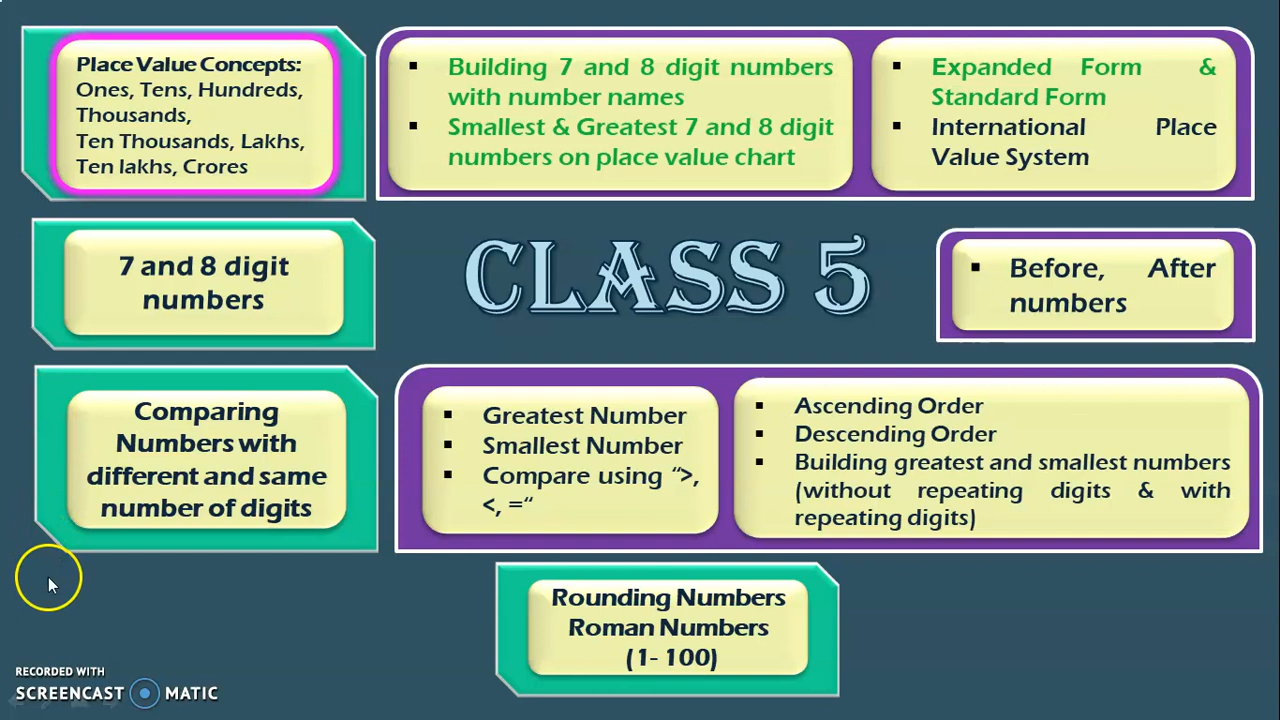 Place Value Concepts:
Ones, Tens, Hundreds,
Thousands,
Ten Thousands, Lakhs,
Ten lakhs, Crores
▪ Building 7 and 8 digit numbers
with number names
▪ Smallest & Greatest 7 and 8 digit
numbers on place value chart
▪ Expanded Form &
Standard Form
▪ International Place
Value System
7 and 8 digit
numbers
CLASS 5
▪ Before, After
numbers
Comparing
Numbers with
different and same
number of digits
▪ Greatest Number
▪ Smallest Number
▪ Compare using “>,
<, =“
▪ Ascending Order
▪ Descending Order
▪ Building greatest and smallest numbers
(without repeating digits & with
repeating digits)
Rounding Numbers
Roman Numbers
(1- 100)
RECORDED WITH
SCREENCAST MATIC